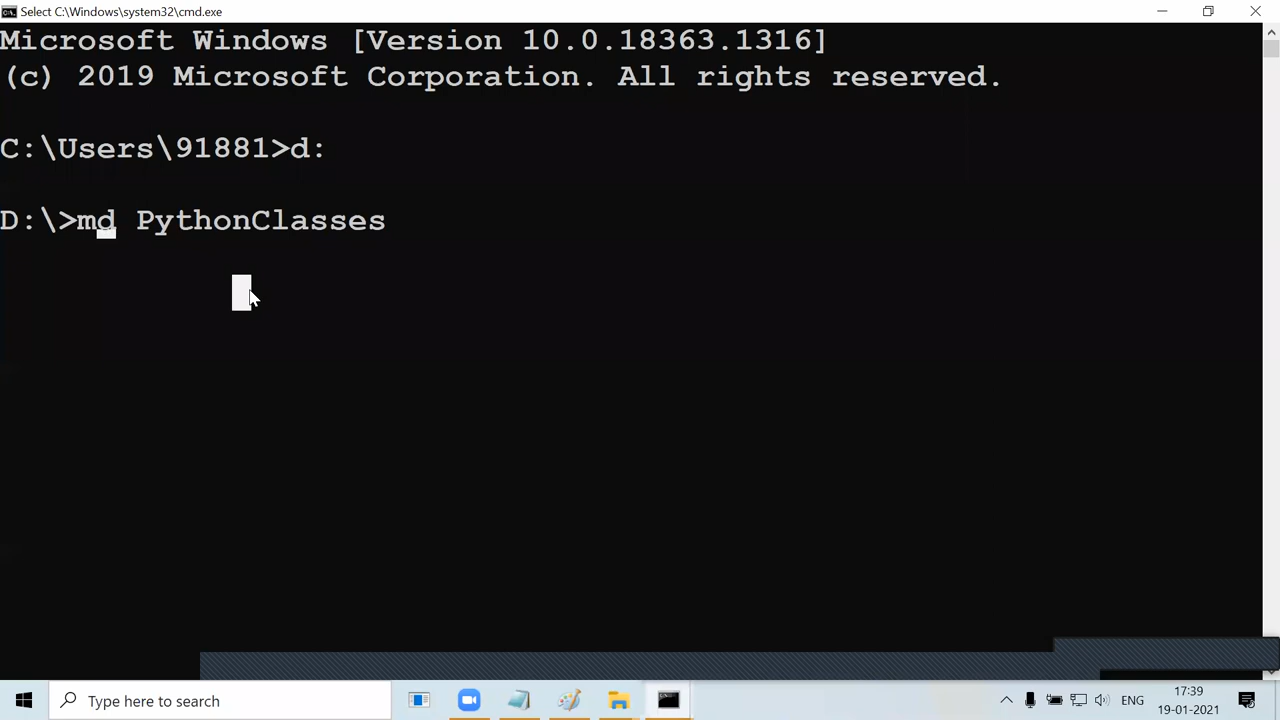 Select C:\Windows\system32\cmd.exe
Microsoft Windows [Version 10.0.18363.1316]
(c) 2019 Microsoft Corporation. All rights reserved.
C:\Users\91881>d:
D:\>md PythonClasses
Type here to search
ENG
17:39
19-01-2021